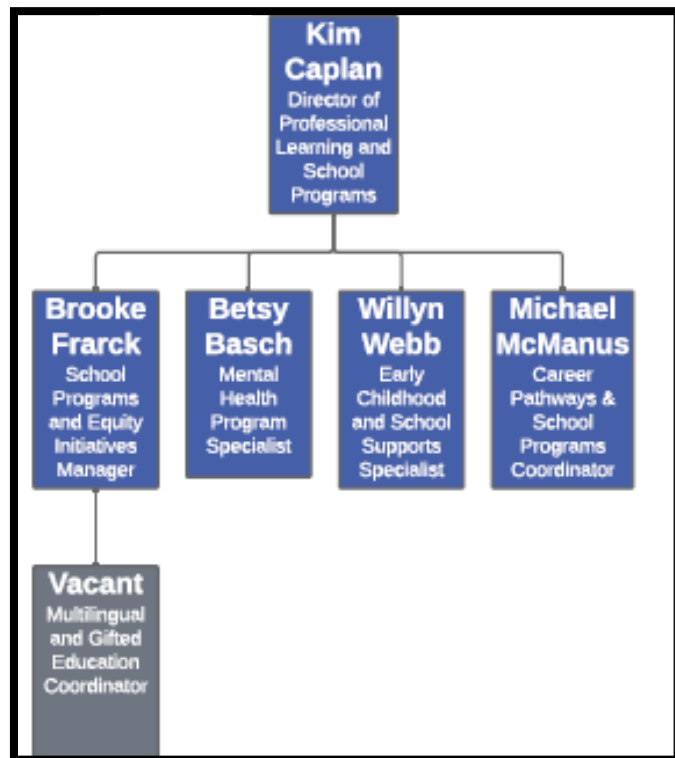 Kim
Caplan
Director of
Professional
Learning and
School
Programs
Brooke
Frarck
School
Programs
and Equity
Initiatives
Manager
Betsy
Basch
Mental
Health
Program
Specialist
Willyn
Webb
Early
Childhood
and School
Supports
Specialist
Michael
McManus
Career
Pathways &
School
Programs
Coordinator
Vacant
Multilingual
and Gifted
Education
Coordinator